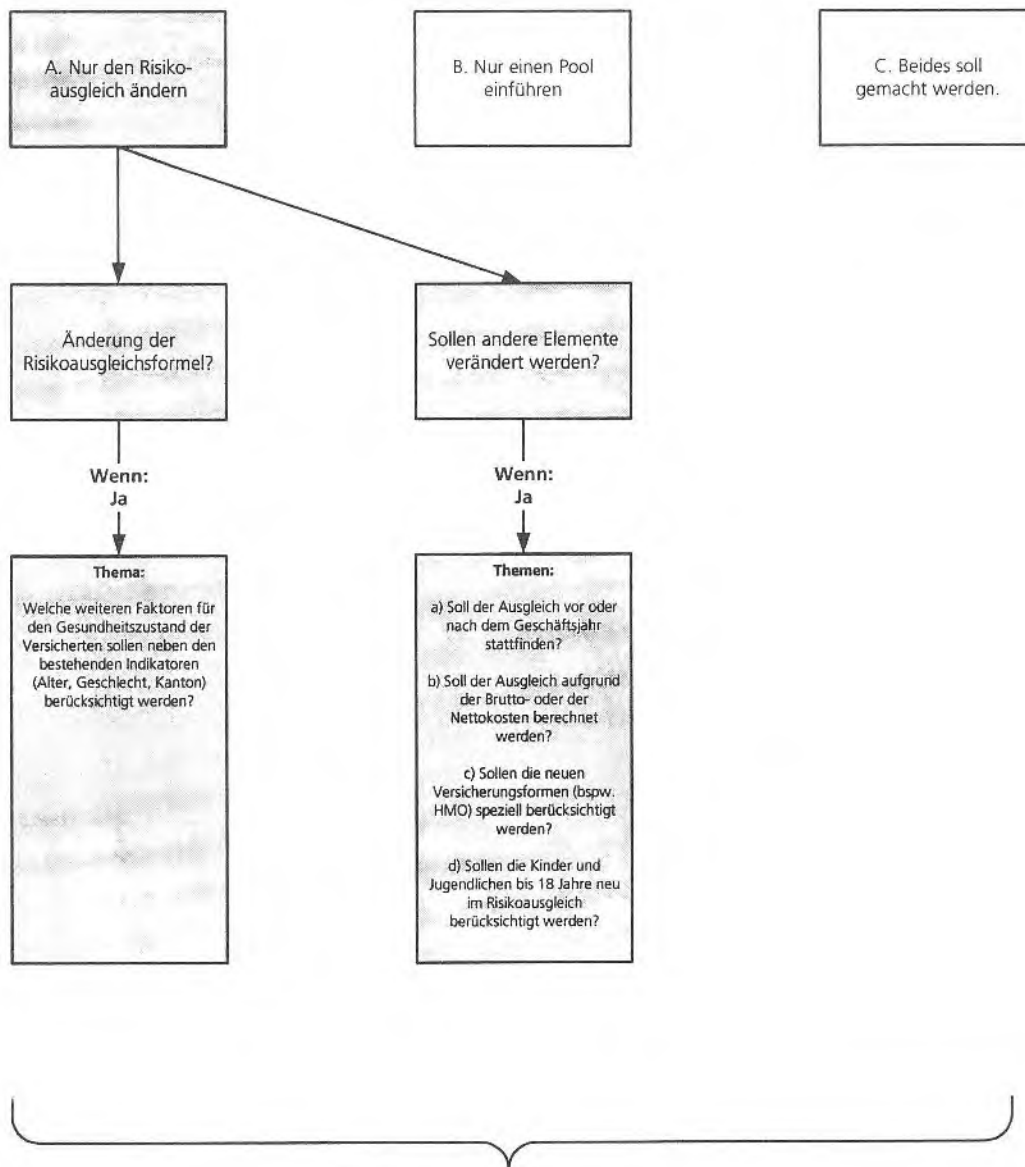 A. Nur den Risiko-
ausgleich ändern
B. Nur einen Pool
einführen
C. Beides soll
gemacht werden.
Änderung der
Risikoausgleichsformel?
Sollen andere Elemente
verändert werden?
Wenn:
Ja
Wenn:
Ja
Thema:
Welche weiteren Faktoren für
den Gesundheitszustand der
Versicherten sollen neben den
bestehenden Indikatoren
(Alter, Geschlecht, Kanton)
berücksichtigt werden?
Themen:
a) Soll der Ausgleich vor oder
nach dem Geschäftsjahr
stattfinden?
b) Soll der Ausgleich aufgrund
der Brutto- oder der
Nettokosten berechnet
werden?
c) Sollen die neuen
Versicherungsformen (bspw.
HMO) speziell berücksichtigt
werden?
d) Sollen die Kinder und
Jugendlichen bis 18 Jahre neu
im Risikoausgleich
berücksichtigt werden?